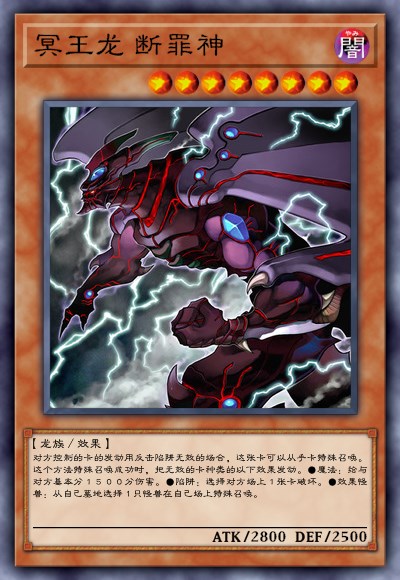 冥王龙 断罪神
やみ
闇
【龙族／效果】
对方控制的卡的发动用反击陷阱无效的场合，这张卡可以从手卡特殊召唤。
这个方法特殊召唤成功时，把无效的卡种类的以下效果发动。●魔法：给与
对方基本分１５００分伤害。●陷阱：选择对方场上１张卡破坏。●效果怪
兽：从自己墓地选择１只怪兽在自己场上特殊召唤。
ATK/2800 DEF/2500